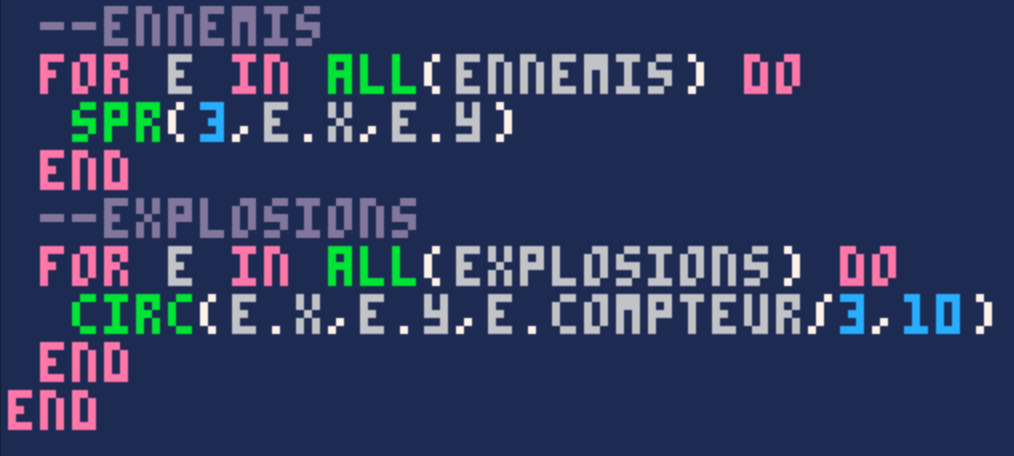 --ENNEMIS
FOR E IN ALL(ENNEMIS) DO
SPR(3,E.X,E.Y)
END
--EXPLOSIONS
FOR E IN ALL(EXPLOSIONS) DO
CIRC(E.X,E.Y,E.COMPTEUR/3,10)
END
END